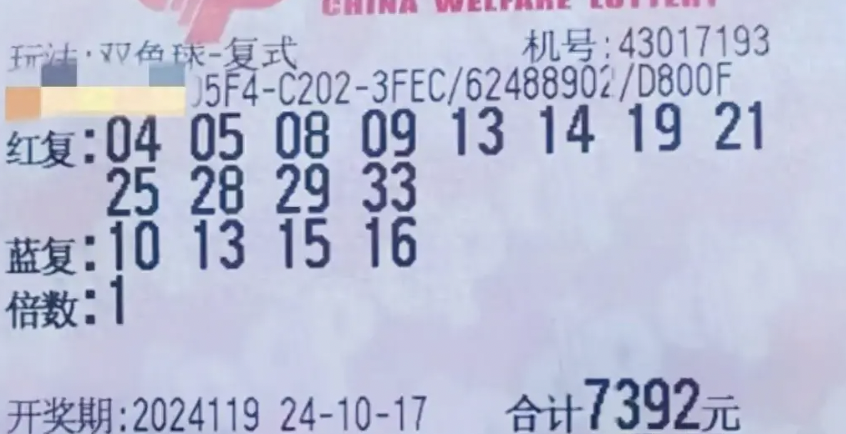 CHINA WELFARE LOTTERY
玩法:双色球-复式 机号:43017193
05F4-C202-3FEC/62488902/D800F
红复:04 05 08 09 13 14 19 21
25 28 29 33
蓝复:10 13 15 16
倍数:1
开奖期:2024119 24-10-17 合计7392元